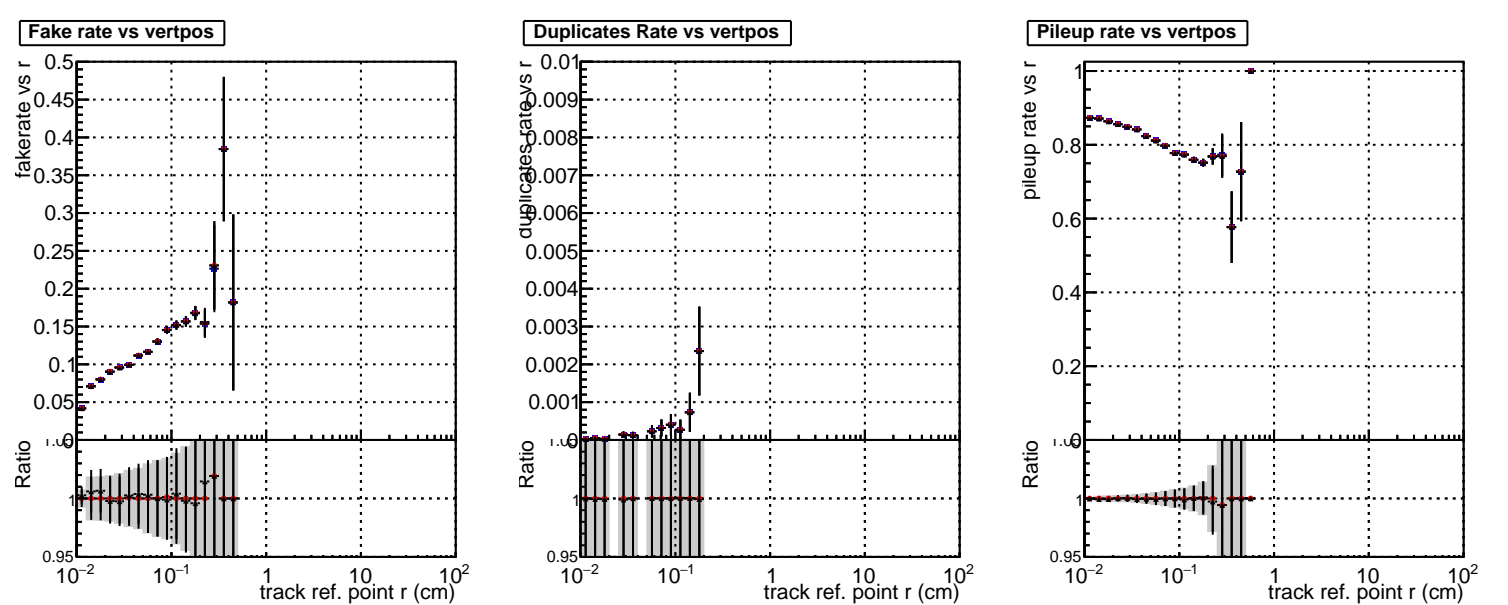 Fake rate vs vertpos
fakerate vs r
0.5
0.45
0.4
0.35
0.3
0.25
0.2
0.15
0.1
0.05
0
Ratio
1
0.95
10−2 10−1 1 10 102
track ref. point r (cm)
Duplicates Rate vs vertpos
duplicates rate vs r
0.01
0.009
0.008
0.007
0.006
0.005
0.004
0.003
0.002
0.001
0
Ratio
1
0.95
10−2 10−1 1 10 102
track ref. point r (cm)
Pileup rate vs vertpos
pileup rate vs r
1
0.8
0.6
0.4
0.2
0
Ratio
1
0.95
10−2 10−1 1 10 102
track ref. point r (cm)